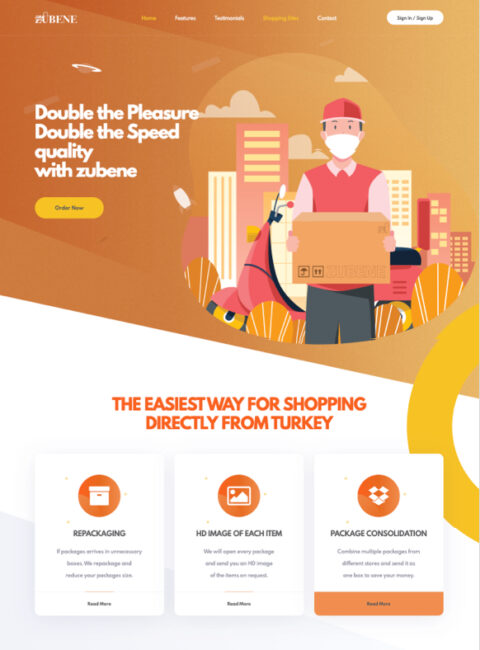 ZUBENE
Home Features Testimonials Shopping Sites Contact
Sign In / Sign Up
Double the Pleasure
Double the Speed
quality
with zubene
Order Now
ZUBENE
THE EASIEST WAY FOR SHOPPING
DIRECTLY FROM TURKEY
REPACKAGING
If packages arrives in unnecessary
boxes. We repackage and
reduce your packages size.
Read More
HD IMAGE OF EACH ITEM
We will open every package
and send you an HD image
of the items on request.
Read More
PACKAGE CONSOLIDATION
Combine multiple packages from
different stores and send it as
one box to save your money.
Read More